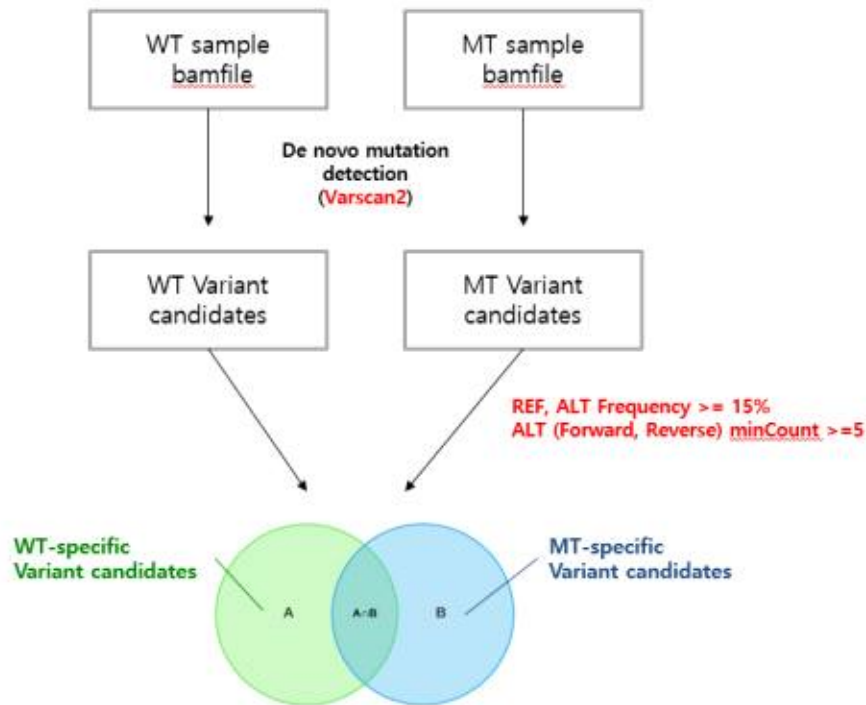 WT sample
bamfile
MT sample
bamfile
De novo mutation
detection
(Varscan2)
WT Variant
candidates
MT Variant
candidates
REF, ALT Frequency >= 15%
ALT (Forward, Reverse) minCount >=5
WT-specific
Variant candidates
MT-specific
Variant candidates
A
A∩B
B